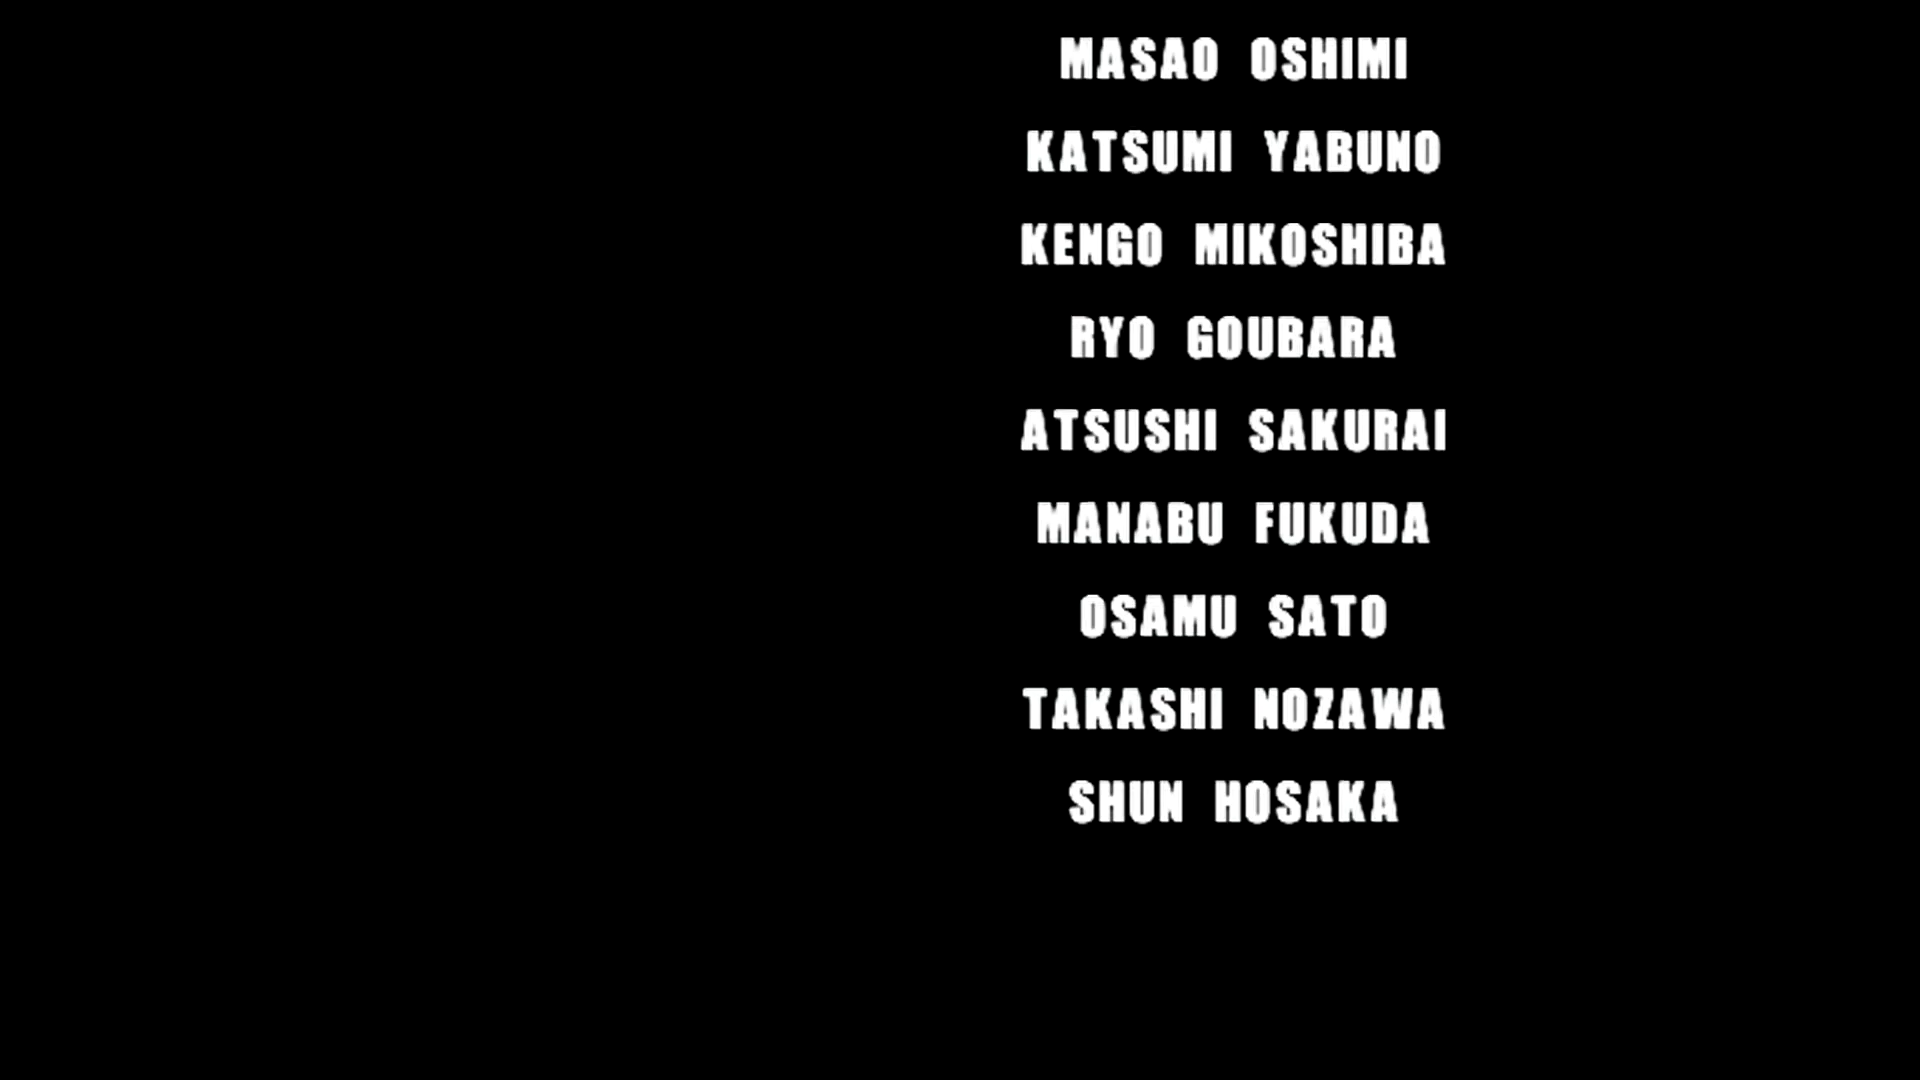 MASAO OSHIMI
KATSUMI YABUNO
KENGO MIKOSHIBA
RYO GOUBARA
ATSUSHI SAKURAI
MANABU FUKUDA
OSAMU SATO
TAKASHI NOZAWA
SHUN HOSAKA